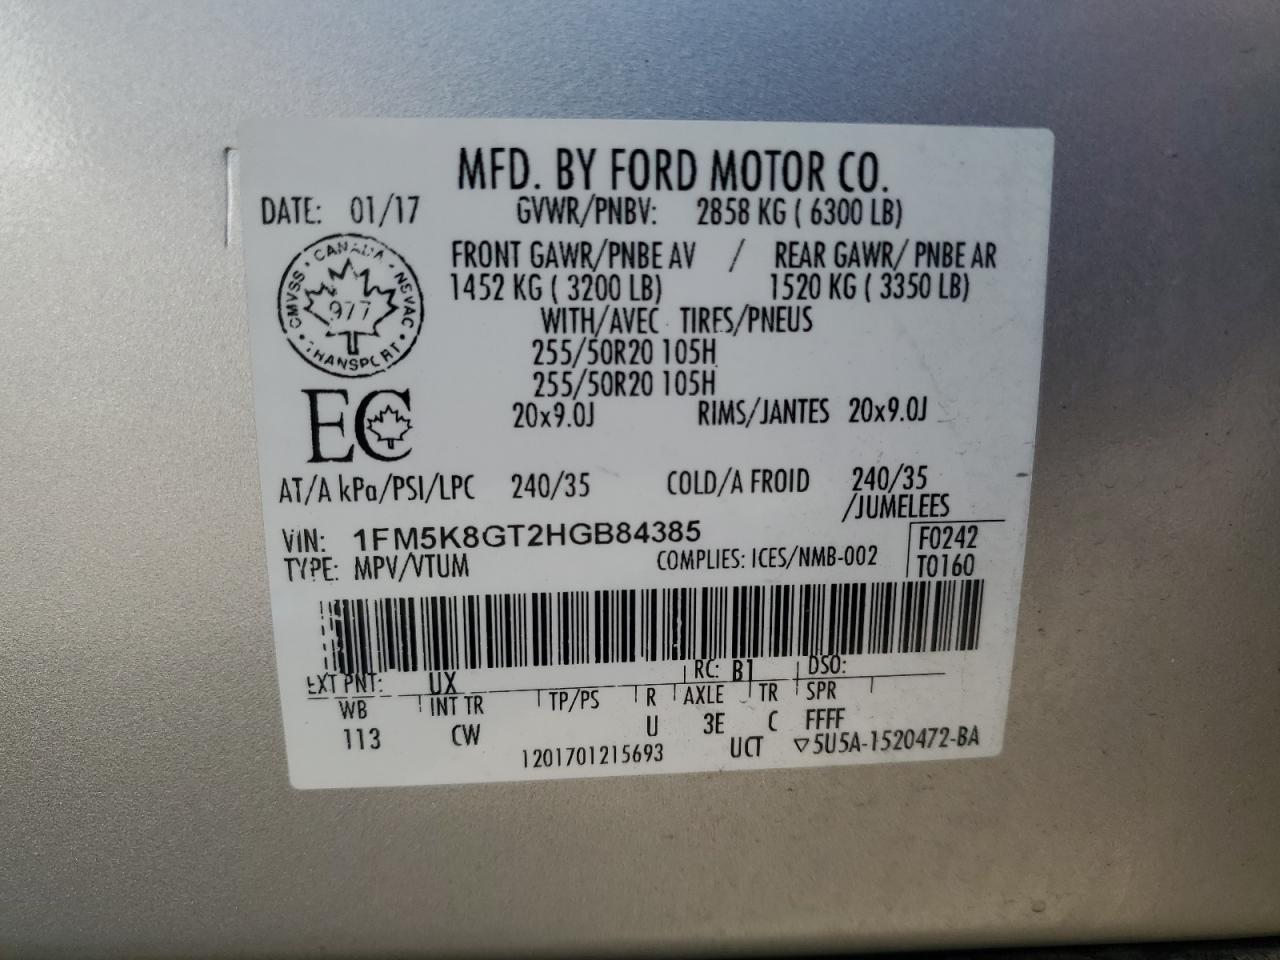 MFD. BY FORD MOTOR CO.
DATE: 01/17 GVWR/PNBV: 2858 KG ( 6300 LB)
FRONT GAWR/PNBE AV / REAR GAWR/ PNBE AR
1452 KG ( 3200 LB) 1520 KG ( 3350 LB)
WITH/AVEC TIRES/PNEUS
255/50R20 105H
255/50R20 105H
20x9.0J RIMS/JANTES 20x9.0J
CANADA
CMVSS 977 NSVAC
TRANSPORT
EC
AT/A kPa/PSI/LPC 240/35 COLD/A FROID 240/35
/JUMELEES
VIN: 1FM5K8GT2HGB84385 F0242
TYPE: MPV/VTUM COMPLIES: ICES/NMB-002 T0160
EXT PNT: UX RC: B1 DSO:
WB INT TR TP/PS R AXLE TR SPR
113 CW U 3E C FFFF
1201701215693 UCT ▽5U5A-1520472-BA